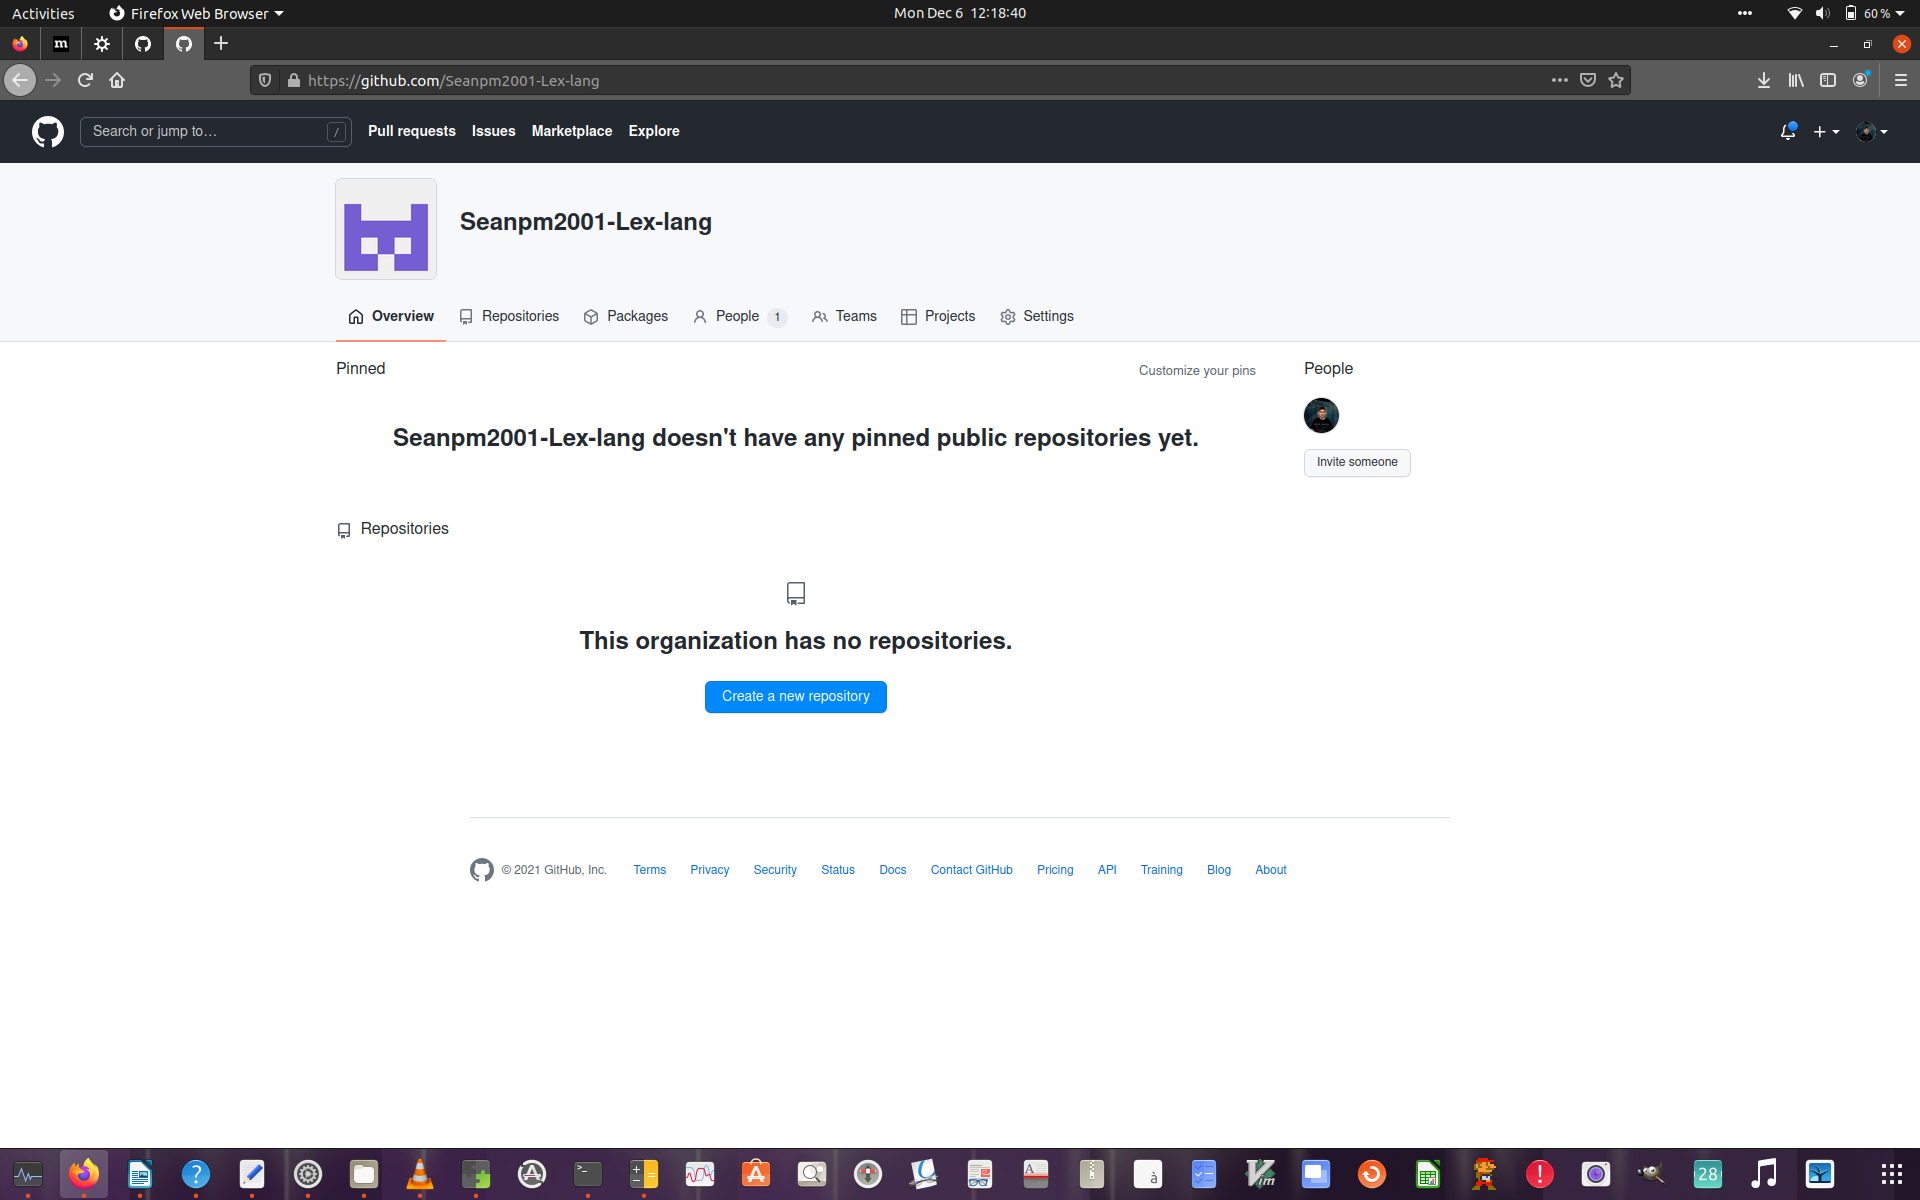 Activities Firefox Web Browser Mon Dec 6 12:18:40 60 %
m
https://github.com/Seanpm2001-Lex-lang
Search or jump to… / Pull requests Issues Marketplace Explore
Seanpm2001-Lex-lang
Overview Repositories Packages People 1 Teams Projects Settings
Pinned Customize your pins People
Seanpm2001-Lex-lang doesn't have any pinned public repositories yet.
Invite someone
Repositories
This organization has no repositories.
Create a new repository
© 2021 GitHub, Inc. Terms Privacy Security Status Docs Contact GitHub Pricing API Training Blog About
? >_ A à Vim ! 28